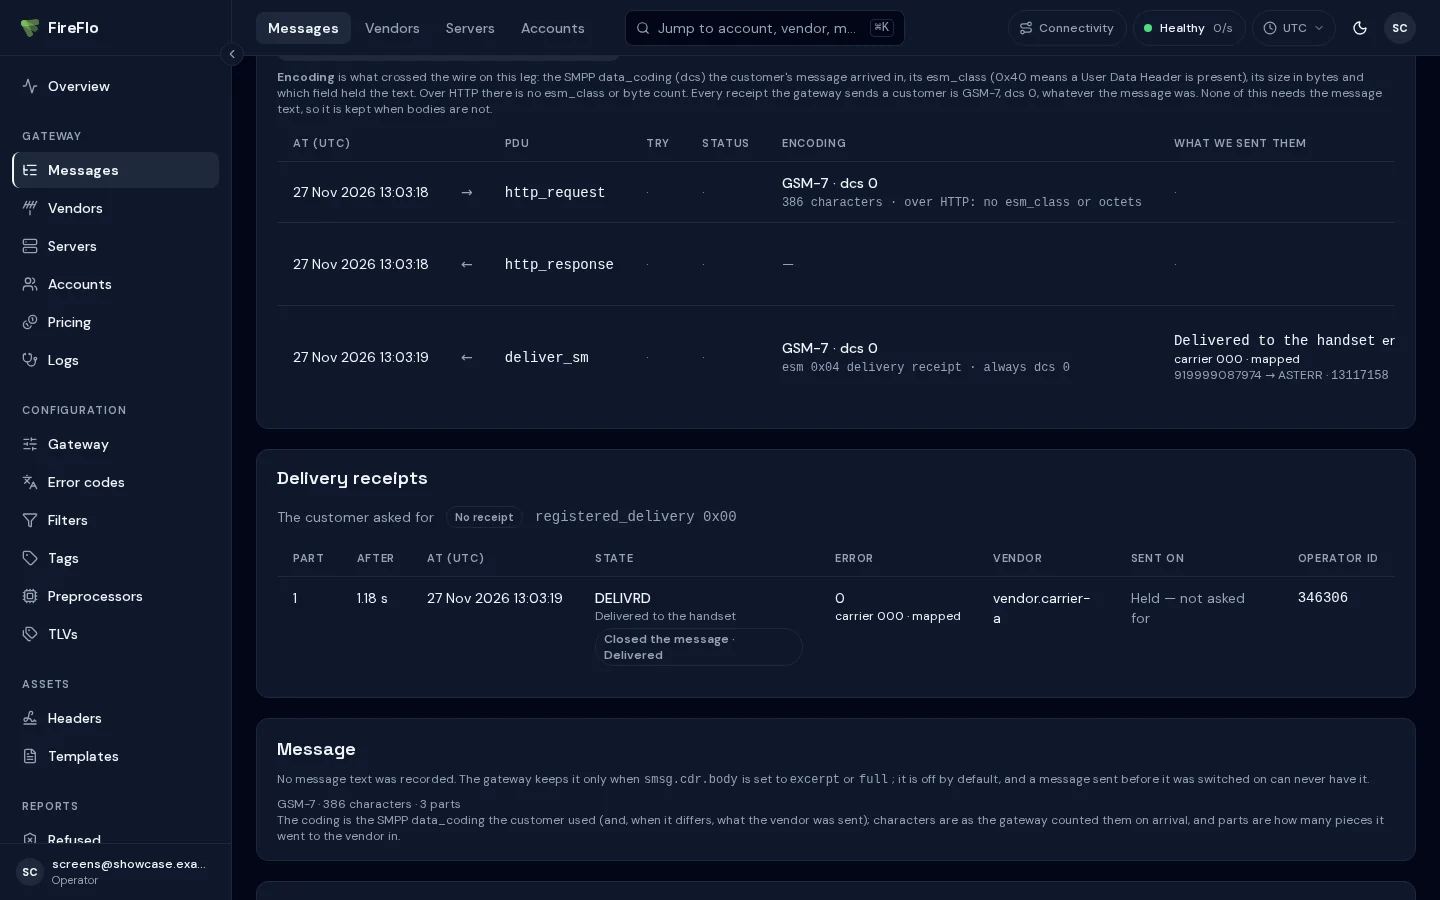 FireFlo
Messages
Vendors
Servers
Accounts
Jump to account, vendor, m...
⌘K
Connectivity
Healthy 0/s
UTC
SC
Overview
GATEWAY
Messages
Vendors
Servers
Accounts
Pricing
Logs
CONFIGURATION
Gateway
Error codes
Filters
Tags
Preprocessors
TLVs
ASSETS
Headers
Templates
REPORTS
Refused
SC
screens@showcase.exa...
Operator
Encoding is what crossed the wire on this leg: the SMPP data_coding (dcs) the customer's message arrived in, its esm_class (0x40 means a User Data Header is present), its size in bytes and
which field held the text. Over HTTP there is no esm_class or byte count. Every receipt the gateway sends a customer is GSM-7, dcs 0, whatever the message was. None of this needs the message
text, so it is kept when bodies are not.
AT (UTC) PDU TRY STATUS ENCODING WHAT WE SENT THEM
27 Nov 2026 13:03:18 → http_request · · GSM-7 · dcs 0 ·
386 characters · over HTTP: no esm_class or octets
27 Nov 2026 13:03:18 ← http_response · · — ·
27 Nov 2026 13:03:19 ← deliver_sm · · GSM-7 · dcs 0
esm 0x04 delivery receipt · always dcs 0
Delivered to the handset er
carrier 000 · mapped
919999087974 → ASTERR · 13117158
Delivery receipts
The customer asked for No receipt registered_delivery 0x00
PART AFTER AT (UTC) STATE ERROR VENDOR SENT ON OPERATOR ID
1 1.18 s 27 Nov 2026 13:03:19 DELIVRD 0 vendor.carrier- Held — not asked 346306
Delivered to the handset carrier 000 · mapped a for
Closed the message ·
Delivered
Message
No message text was recorded. The gateway keeps it only when smsg.cdr.body is set to excerpt or full ; it is off by default, and a message sent before it was switched on can never have it.
GSM-7 · 386 characters · 3 parts
The coding is the SMPP data_coding the customer used (and, when it differs, what the vendor was sent); characters are as the gateway counted them on arrival, and parts are how many pieces it
went to the vendor in.